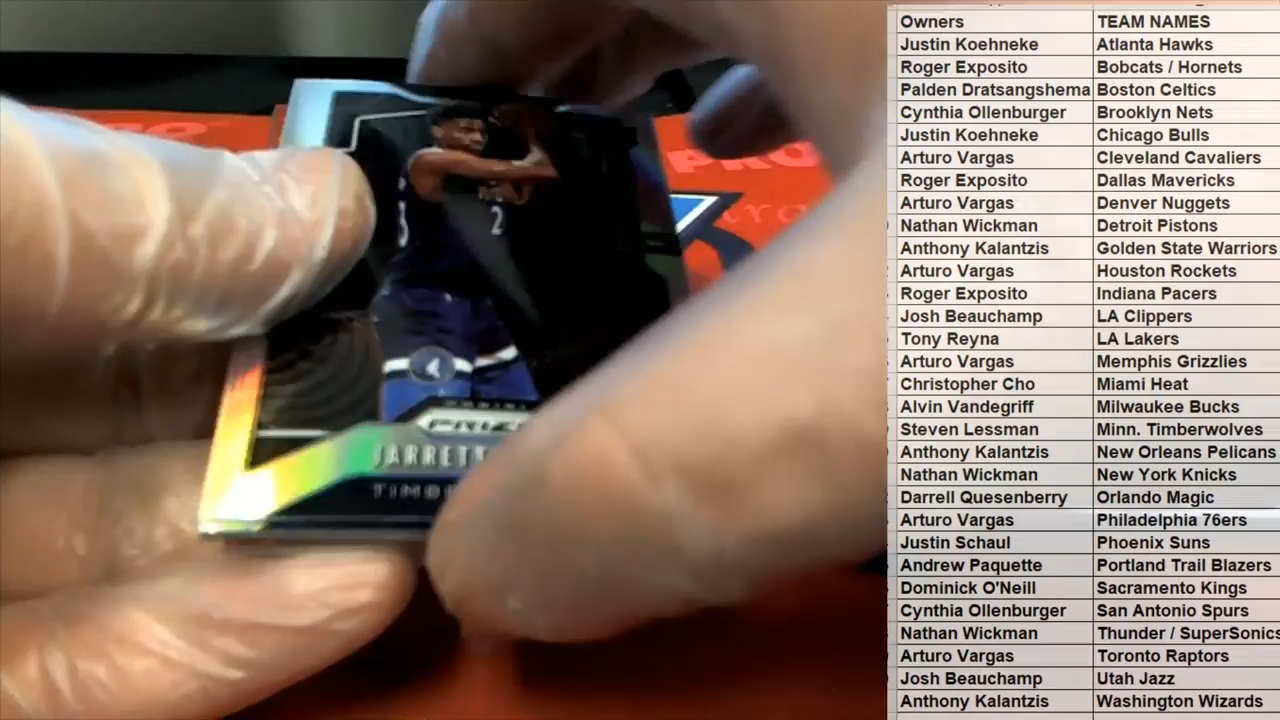 Owners TEAM NAMES
Justin Koehneke Atlanta Hawks
Roger Exposito Bobcats / Hornets
Palden Dratsangshema Boston Celtics
Cynthia Ollenburger Brooklyn Nets
Justin Koehneke Chicago Bulls
Arturo Vargas Cleveland Cavaliers
Roger Exposito Dallas Mavericks
Arturo Vargas Denver Nuggets
Nathan Wickman Detroit Pistons
Anthony Kalantzis Golden State Warriors
Arturo Vargas Houston Rockets
Roger Exposito Indiana Pacers
Josh Beauchamp LA Clippers
Tony Reyna LA Lakers
Arturo Vargas Memphis Grizzlies
Christopher Cho Miami Heat
Alvin Vandegriff Milwaukee Bucks
Steven Lessman Minn. Timberwolves
Anthony Kalantzis New Orleans Pelicans
Nathan Wickman New York Knicks
Darrell Quesenberry Orlando Magic
Arturo Vargas Philadelphia 76ers
Justin Schaul Phoenix Suns
Andrew Paquette Portland Trail Blazers
Dominick O'Neill Sacramento Kings
Cynthia Ollenburger San Antonio Spurs
Nathan Wickman Thunder / SuperSonics
Arturo Vargas Toronto Raptors
Josh Beauchamp Utah Jazz
Anthony Kalantzis Washington Wizards
PRO
2
3
PANINI
JARRET
TIMB